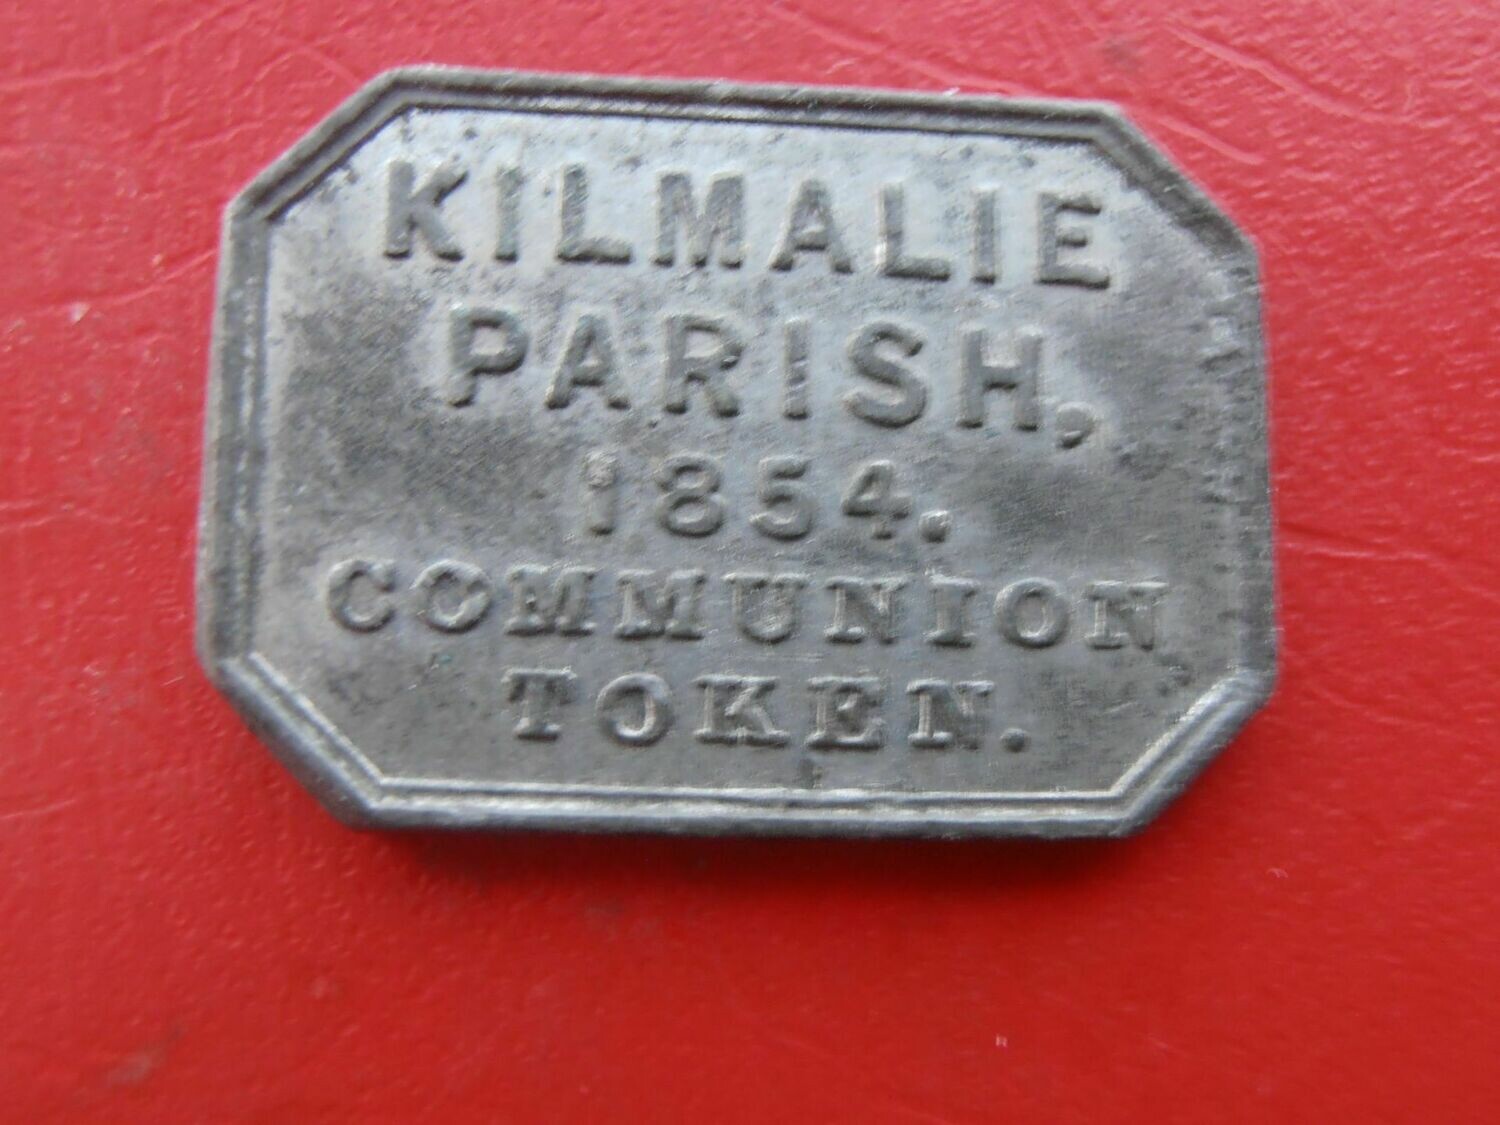 KILMALIE
PARISH,
1854.
COMMUNION
TOKEN.